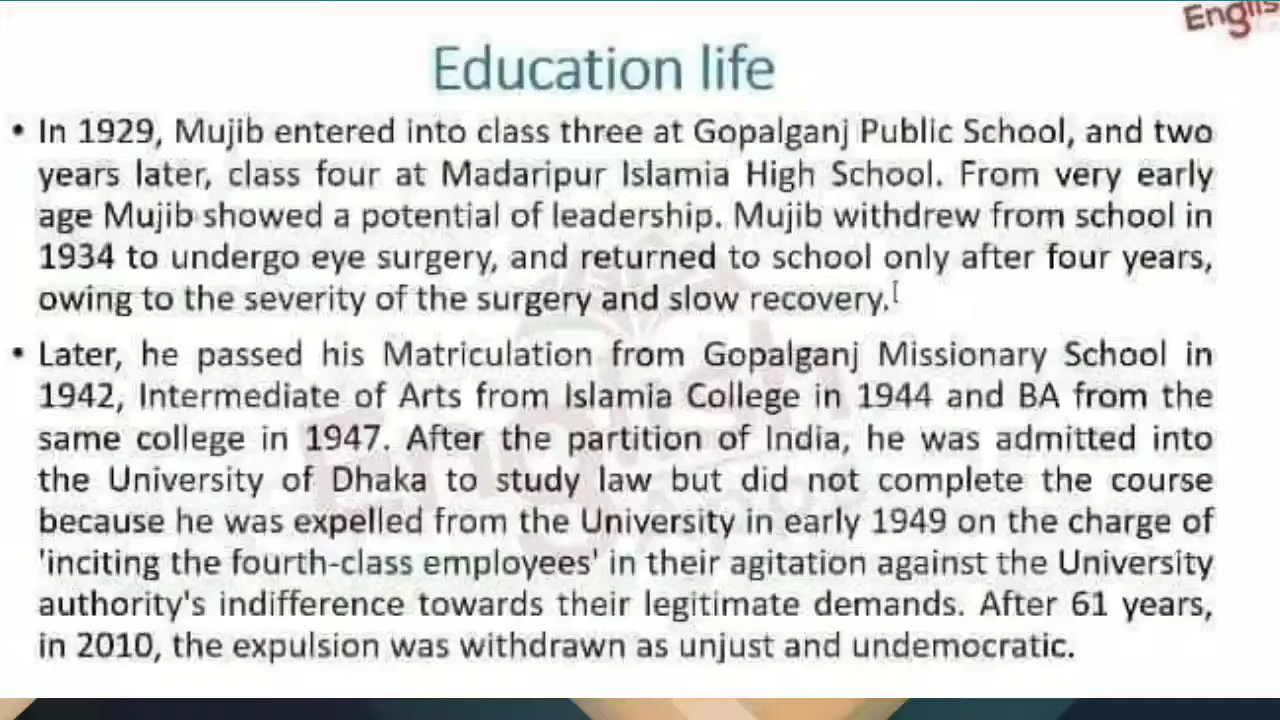 Englis
Education life
• In 1929, Mujib entered into class three at Gopalganj Public School, and two
years later, class four at Madaripur Islamia High School. From very early
age Mujib showed a potential of leadership. Mujib withdrew from school in
1934 to undergo eye surgery, and returned to school only after four years,
owing to the severity of the surgery and slow recovery.[
• Later, he passed his Matriculation from Gopalganj Missionary School in
1942, Intermediate of Arts from Islamia College in 1944 and BA from the
same college in 1947. After the partition of India, he was admitted into
the University of Dhaka to study law but did not complete the course
because he was expelled from the University in early 1949 on the charge of
'inciting the fourth-class employees' in their agitation against the University
authority's indifference towards their legitimate demands. After 61 years,
in 2010, the expulsion was withdrawn as unjust and undemocratic.